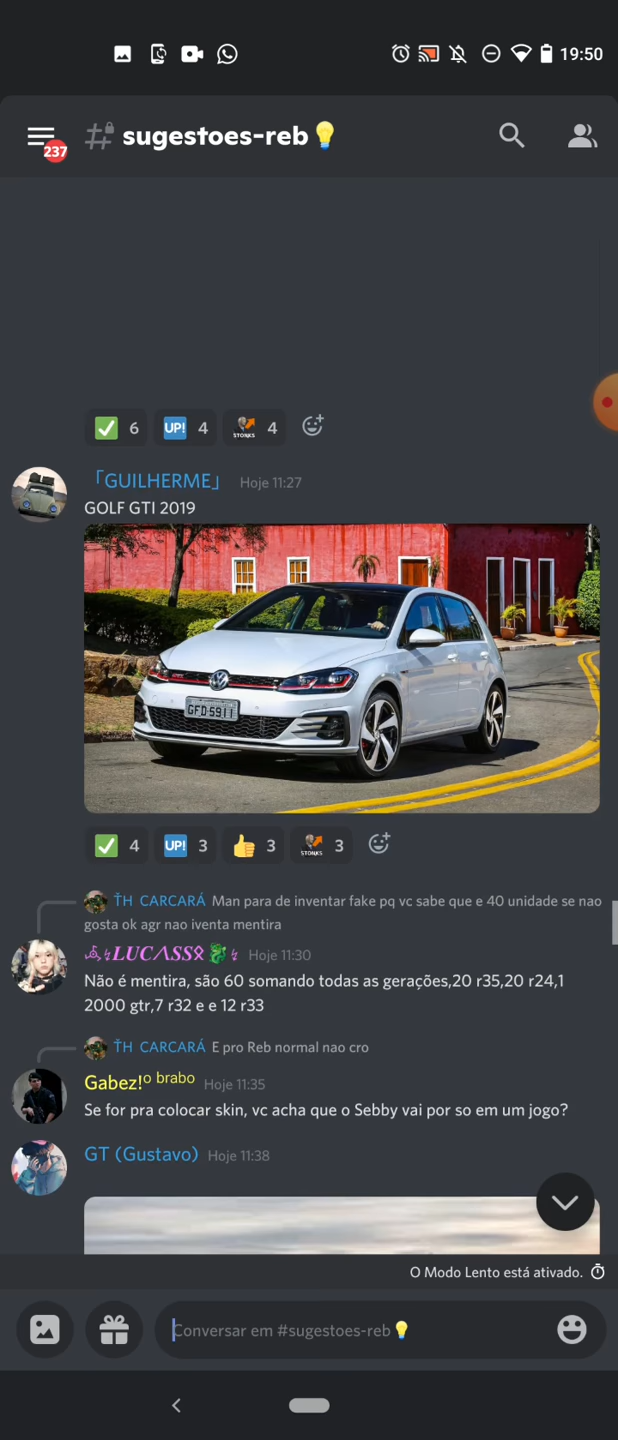 19:50
237
sugestoes-reb💡
✅ 6 UP! 4 STONKS 4
「GUILHERME」 Hoje 11:27
GOLF GTI 2019
GFD-5911
✅ 4 UP! 3 👍 3 STONKS 3
ŤH CARCARÁ Man para de inventar fake pq vc sabe que e 40 unidade se nao
gosta ok agr nao iventa mentira
LUCΛSS Hoje 11:30
Não é mentira, são 60 somando todas as gerações,20 r35,20 r24,1
2000 gtr,7 r32 e e 12 r33
ŤH CARCARÁ E pro Reb normal nao cro
Gabez!º ᵇʳᵃᵇᵒ Hoje 11:35
Se for pra colocar skin, vc acha que o Sebby vai por so em um jogo?
GT (Gustavo) Hoje 11:38
O Modo Lento está ativado.
Conversar em #sugestoes-reb💡